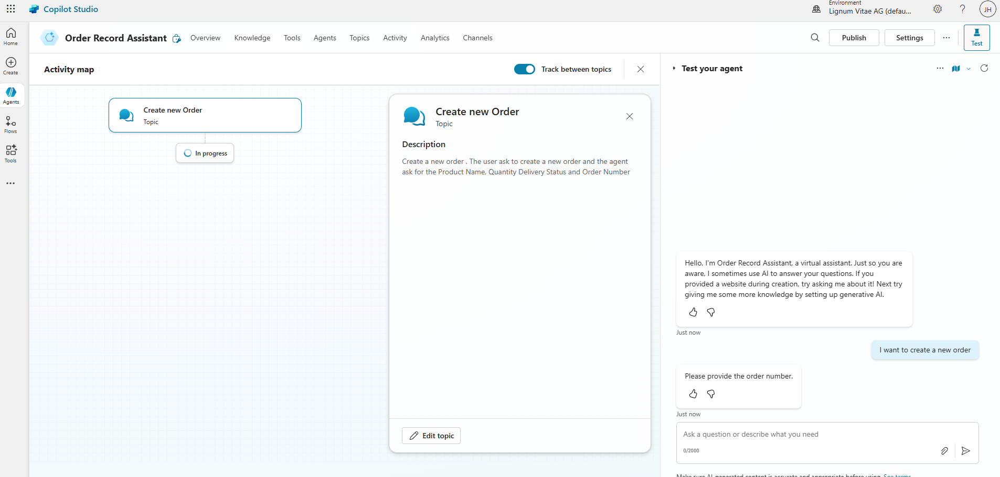 Copilot Studio
Environment
Lignum Vitae AG (defau...
JH
Home
Create
Agents
Flows
Tools
Order Record Assistant
Overview
Knowledge
Tools
Agents
Topics
Activity
Analytics
Channels
Publish
Settings
Test
Activity map
Track between topics
Create new Order
Topic
In progress
Create new Order
Topic
Description
Create a new order . The user ask to create a new order and the agent
ask for the Product Name, Quantity Delivery Status and Order Number
Edit topic
Test your agent
Hello, I'm Order Record Assistant, a virtual assistant. Just so you are
aware, I sometimes use AI to answer your questions. If you
provided a website during creation, try asking me about it! Next try
giving me some more knowledge by setting up generative AI.
Just now
I want to create a new order
Please provide the order number.
Just now
Ask a question or describe what you need
0/2000
Make sure AI-generated content is accurate and appropriate before using. See terms